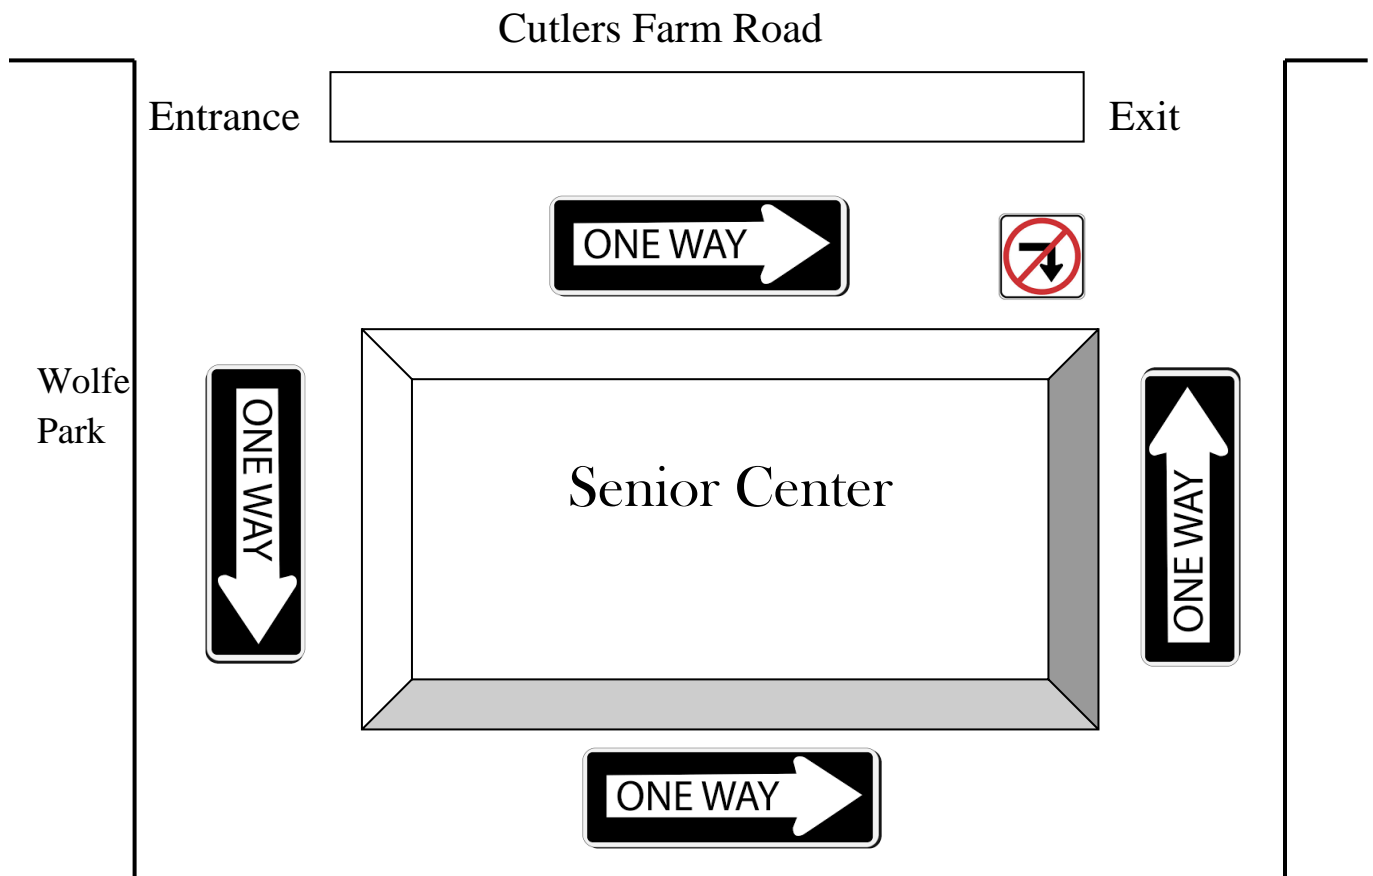 Cutlers Farm Road
Entrance
Exit
ONE WAY
Wolfe
Park
ONE WAY
Senior Center
ONE WAY
ONE WAY